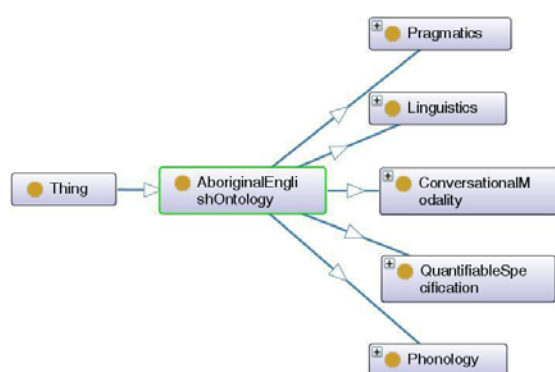 Pragmatics
Linguistics
Thing
AboriginalEngli
shOntology
ConversationalM
odality
QuantifiableSpe
cification
Phonology